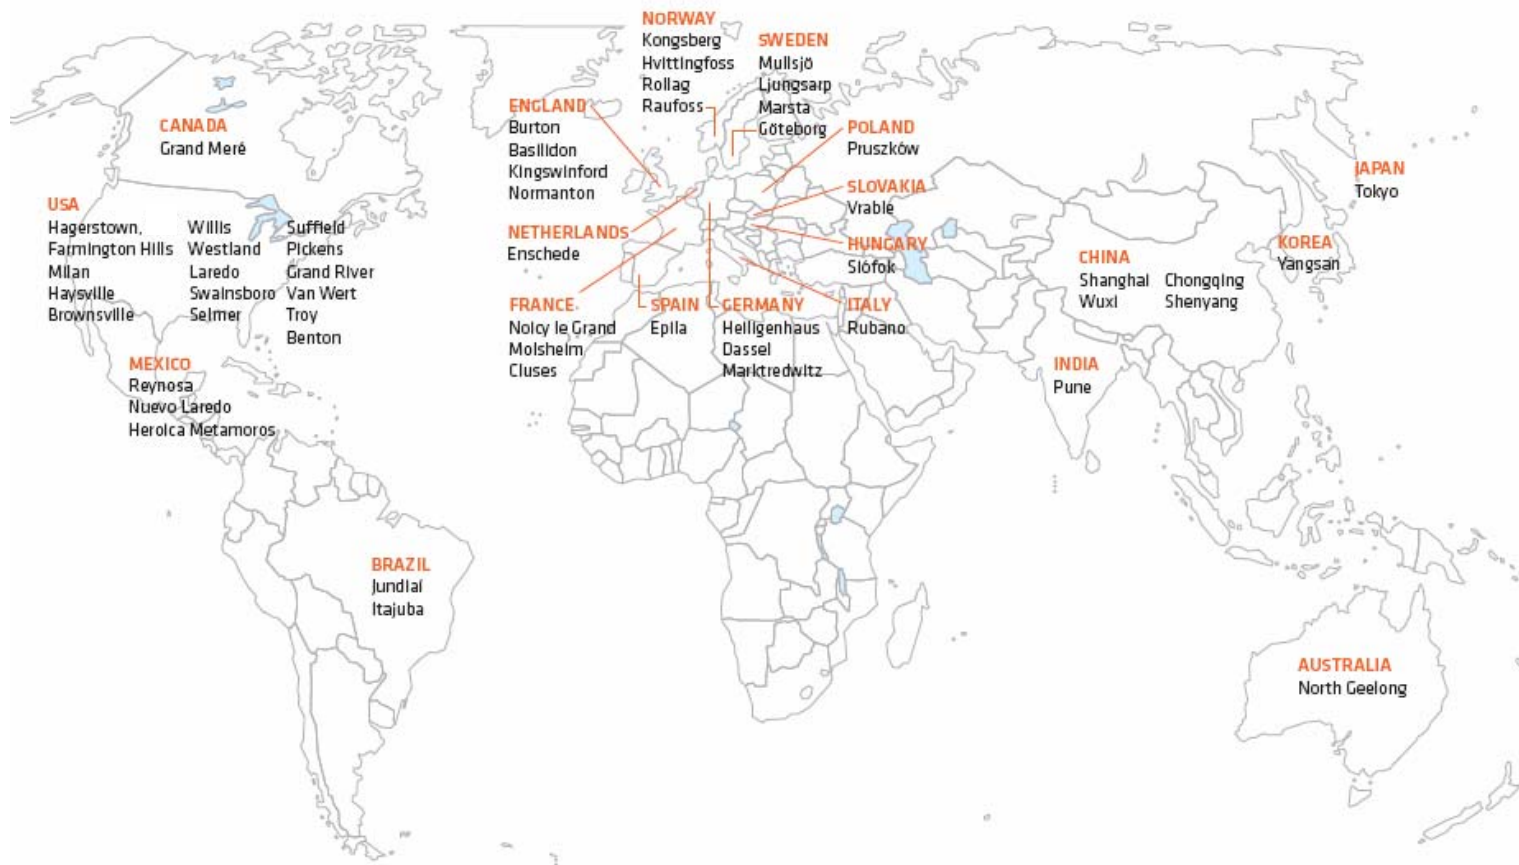 NORWAY
Kongsberg
Hvittingfoss
Rollag
Raufoss
SWEDEN
Mullsjö
Ljungsarp
Marsta
Göteborg
ENGLAND
Burton
Basilidon
Kingswinford
Normanton
POLAND
Pruszków
CANADA
Grand Meré
JAPAN
Tokyo
SLOVAKIA
Vrable
USA
Hagerstown,
Farmington Hills
Milan
Haysville
Brownsville
Willis
Westland
Laredo
Swainsboro
Selmer
Suffield
Pickens
Grand River
Van Wert
Troy
Benton
NETHERLANDS
Enschede
HUNGARY
Siófok
KOREA
Yangsan
CHINA
Shanghai
Wuxi
Chongqing
Shenyang
FRANCE
Noicy le Grand
Molsheim
Cluses
SPAIN
Epila
GERMANY
Heiligenhaus
Dassel
Marktredwitz
ITALY
Rubano
MEXICO
Reynosa
Nuevo Laredo
Heroica Metamoros
INDIA
Pune
BRAZIL
Jundiaí
Itajuba
AUSTRALIA
North Geelong